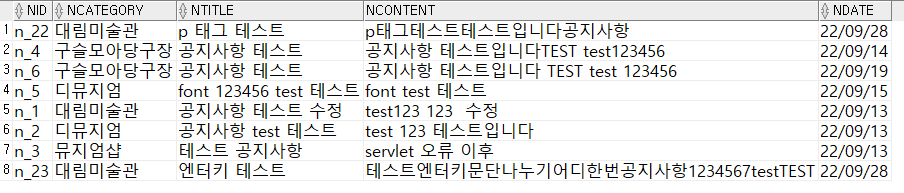 NID NCATEGORY NTITLE NCONTENT NDATE
1 n_22 대림미술관 p 태그 테스트 p태그테스트테스트입니다공지사항 22/09/28
2 n_4 구슬모아당구장 공지사항 테스트 공지사항 테스트입니다TEST test123456 22/09/14
3 n_6 구슬모아당구장 공지사항 테스트 공지사항 테스트입니다 TEST test 123456 22/09/19
4 n_5 디뮤지엄 font 123456 test 테스트 font test 테스트 22/09/15
5 n_1 대림미술관 공지사항 테스트 수정 test123 123 수정 22/09/13
6 n_2 디뮤지엄 공지사항 test 테스트 test 123 테스트입니다 22/09/13
7 n_3 뮤지엄샵 테스트 공지사항 servlet 오류 이후 22/09/13
8 n_23 대림미술관 엔터키 테스트 테스트엔터키문단나누기어디한번공지사항1234567testTEST 22/09/28